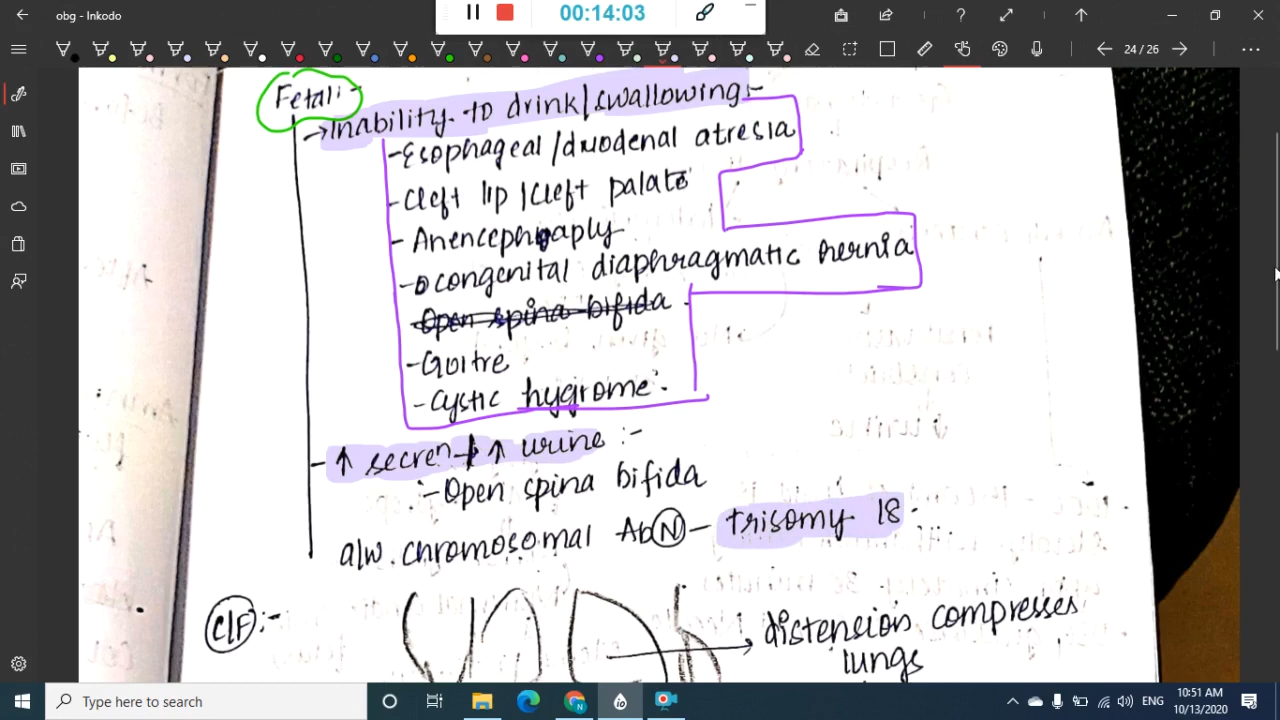 obg - Inkodo
00:14:03
24 / 26
Fetal:-
→Inability to drink/swallowing:-
-Esophageal/duodenal atresia
-Cleft lip/cleft palate
-Anencephaply
-congenital diaphragmatic hernia
Open spina bifida
-Goitre
-Cystic hygrome.
-↑ secren / ↑ urine :-
:-Open spina bifida
a/w. chromosomal Ab(N) - trisomy 18.
(C/F):-
distension compresses
lungs
Type here to search
ENG
10:51 AM
10/13/2020